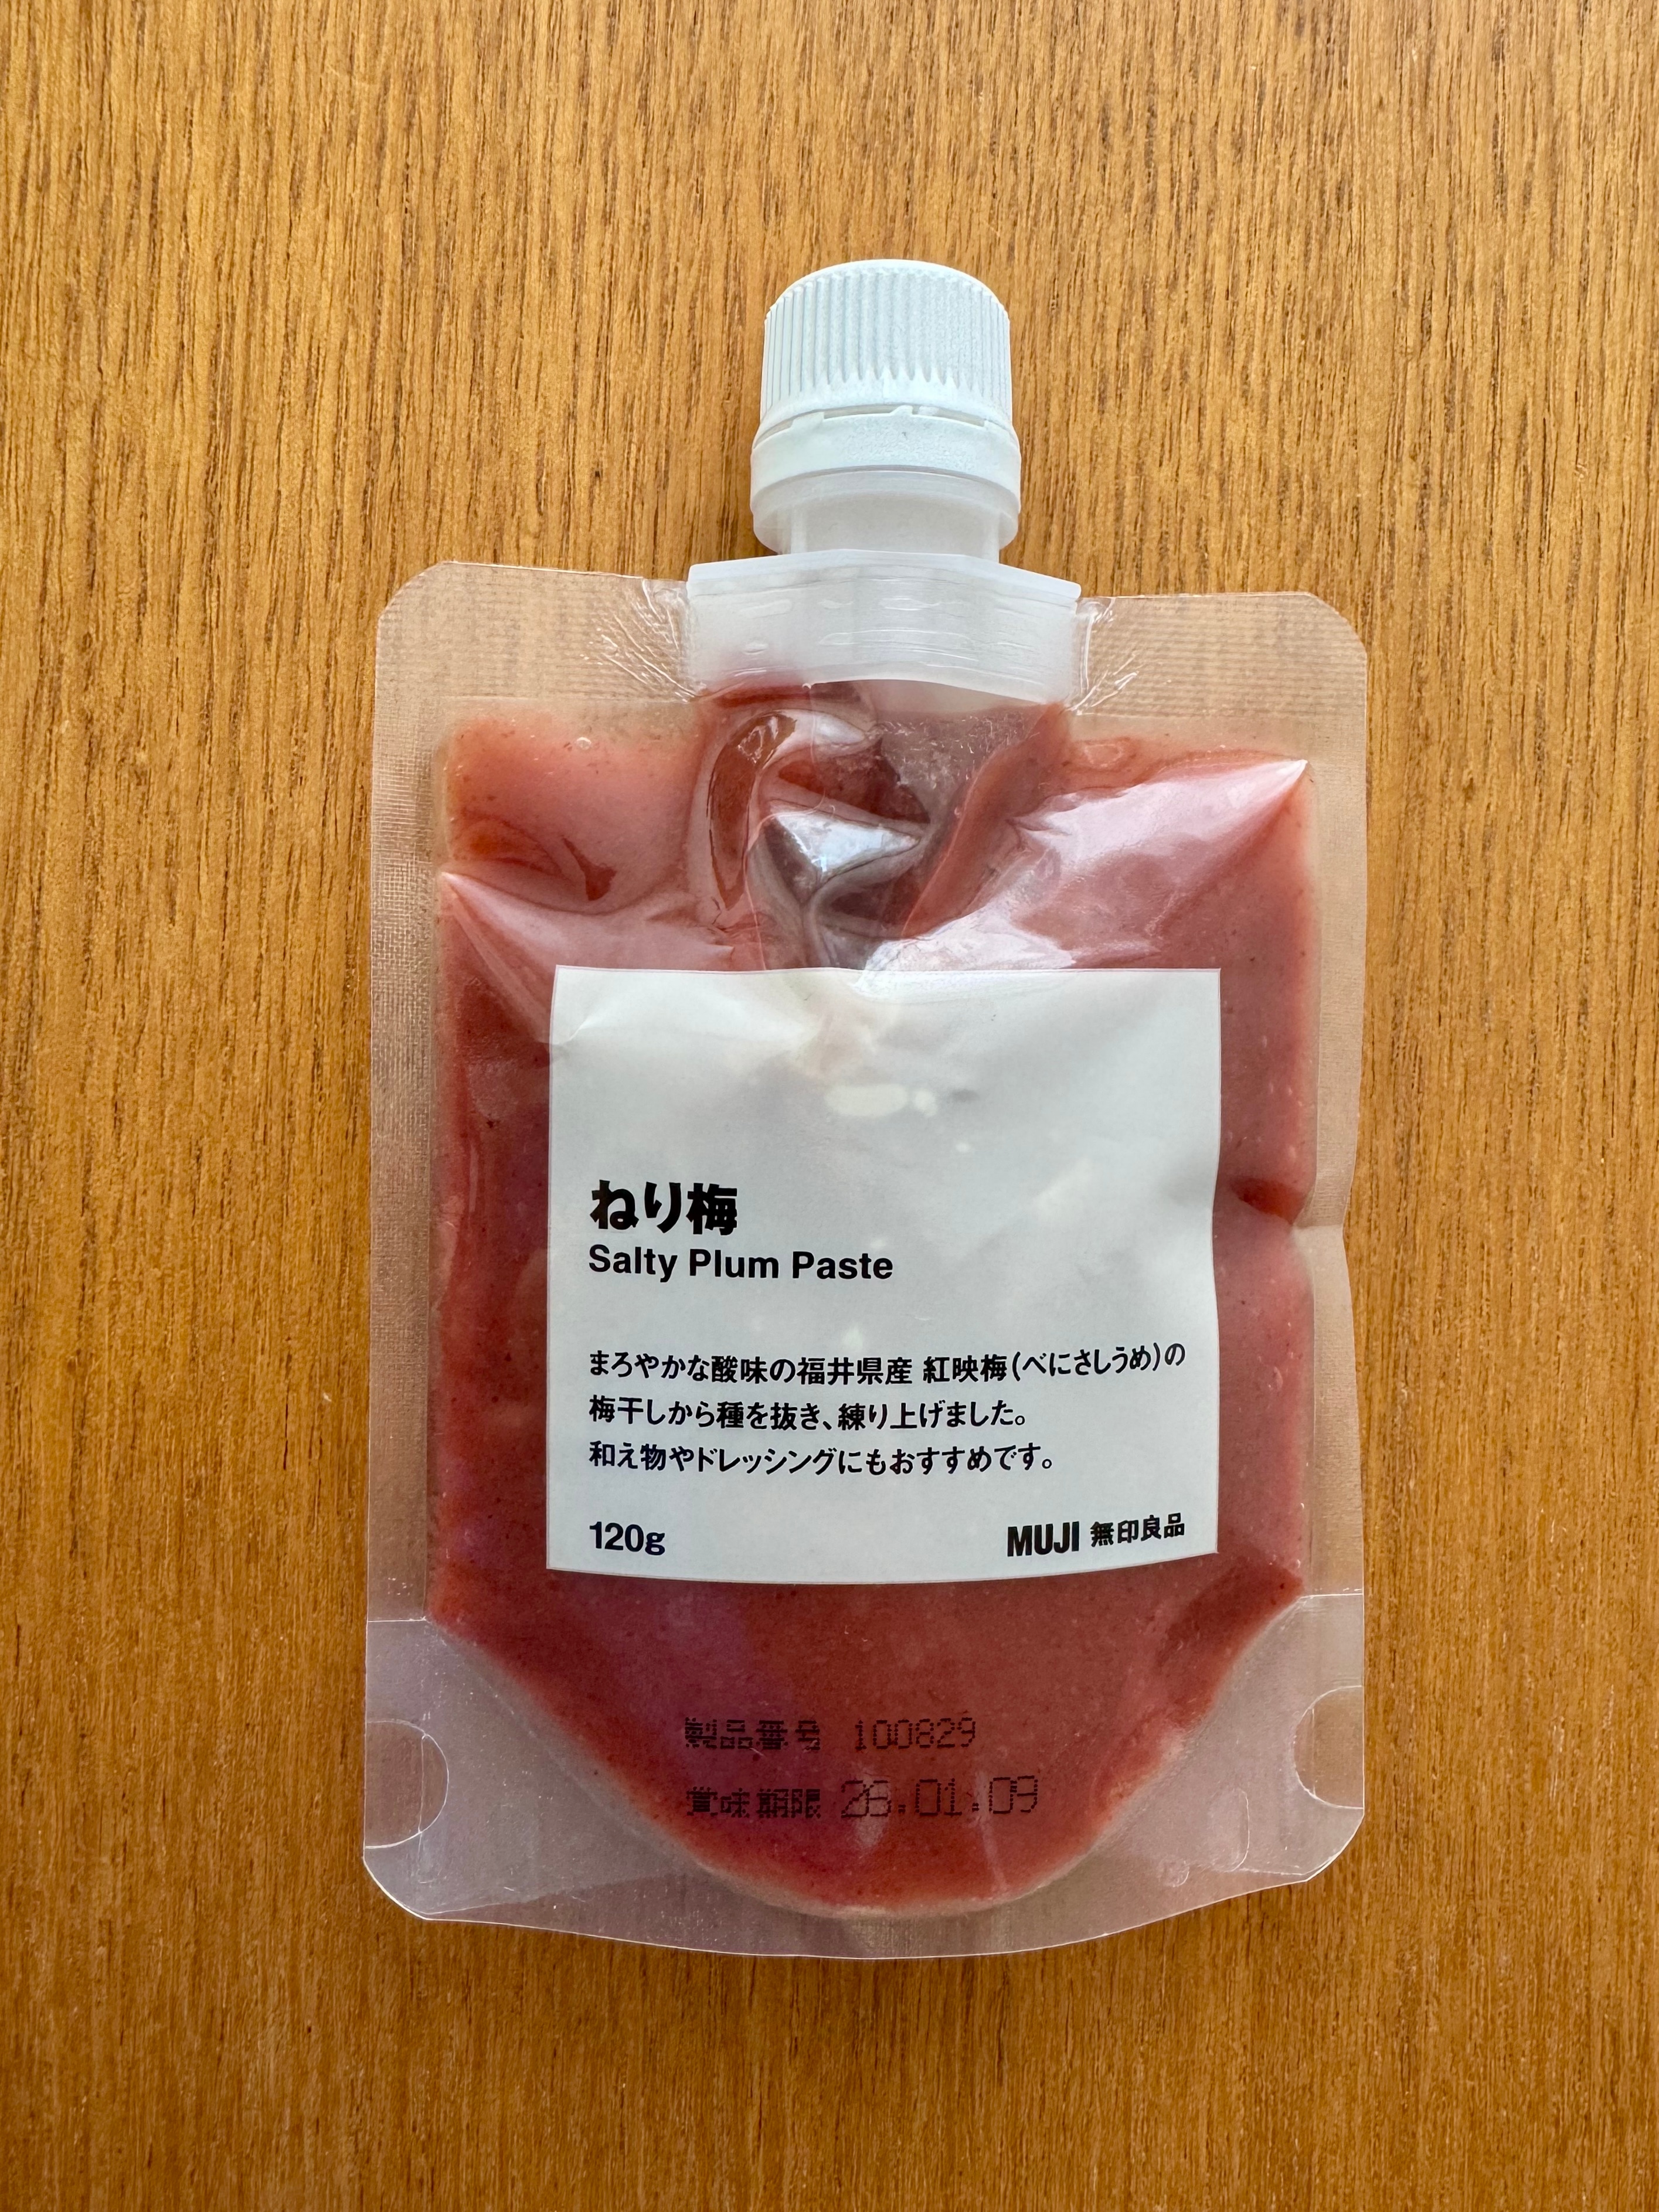 ねり梅
Salty Plum Paste
まろやかな酸味の福井県産 紅映梅(べにさしうめ)の
梅干しから種を抜き、練り上げました。
和え物やドレッシングにもおすすめです。
120g
MUJI 無印良品
製品番号 100829
賞味期限 26.01.09